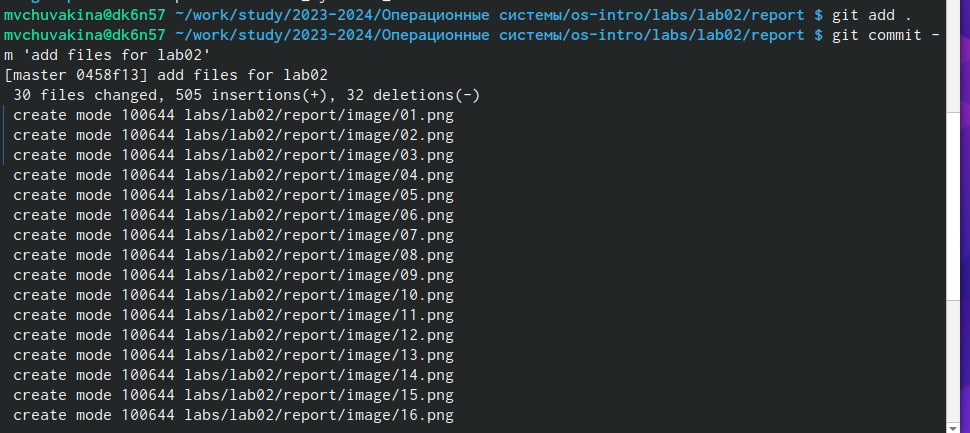 mvchuvakina@dk6n57 ~/work/study/2023-2024/Операционные системы/os-intro/labs/lab02/report $ git add .
mvchuvakina@dk6n57 ~/work/study/2023-2024/Операционные системы/os-intro/labs/lab02/report $ git commit -
m 'add files for lab02'
[master 0458f13] add files for lab02
 30 files changed, 505 insertions(+), 32 deletions(-)
 create mode 100644 labs/lab02/report/image/01.png
 create mode 100644 labs/lab02/report/image/02.png
 create mode 100644 labs/lab02/report/image/03.png
 create mode 100644 labs/lab02/report/image/04.png
 create mode 100644 labs/lab02/report/image/05.png
 create mode 100644 labs/lab02/report/image/06.png
 create mode 100644 labs/lab02/report/image/07.png
 create mode 100644 labs/lab02/report/image/08.png
 create mode 100644 labs/lab02/report/image/09.png
 create mode 100644 labs/lab02/report/image/10.png
 create mode 100644 labs/lab02/report/image/11.png
 create mode 100644 labs/lab02/report/image/12.png
 create mode 100644 labs/lab02/report/image/13.png
 create mode 100644 labs/lab02/report/image/14.png
 create mode 100644 labs/lab02/report/image/15.png
 create mode 100644 labs/lab02/report/image/16.png